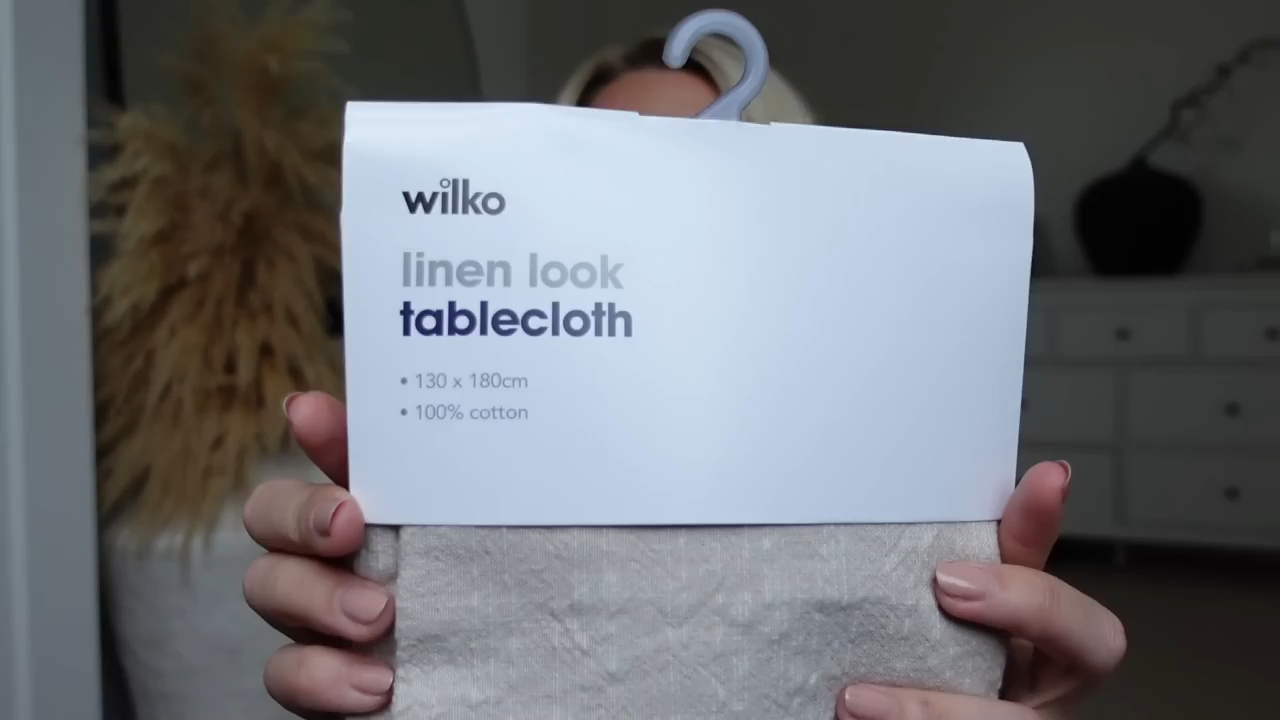 wilko
linen look
tablecloth
• 130 x 180cm
• 100% cotton